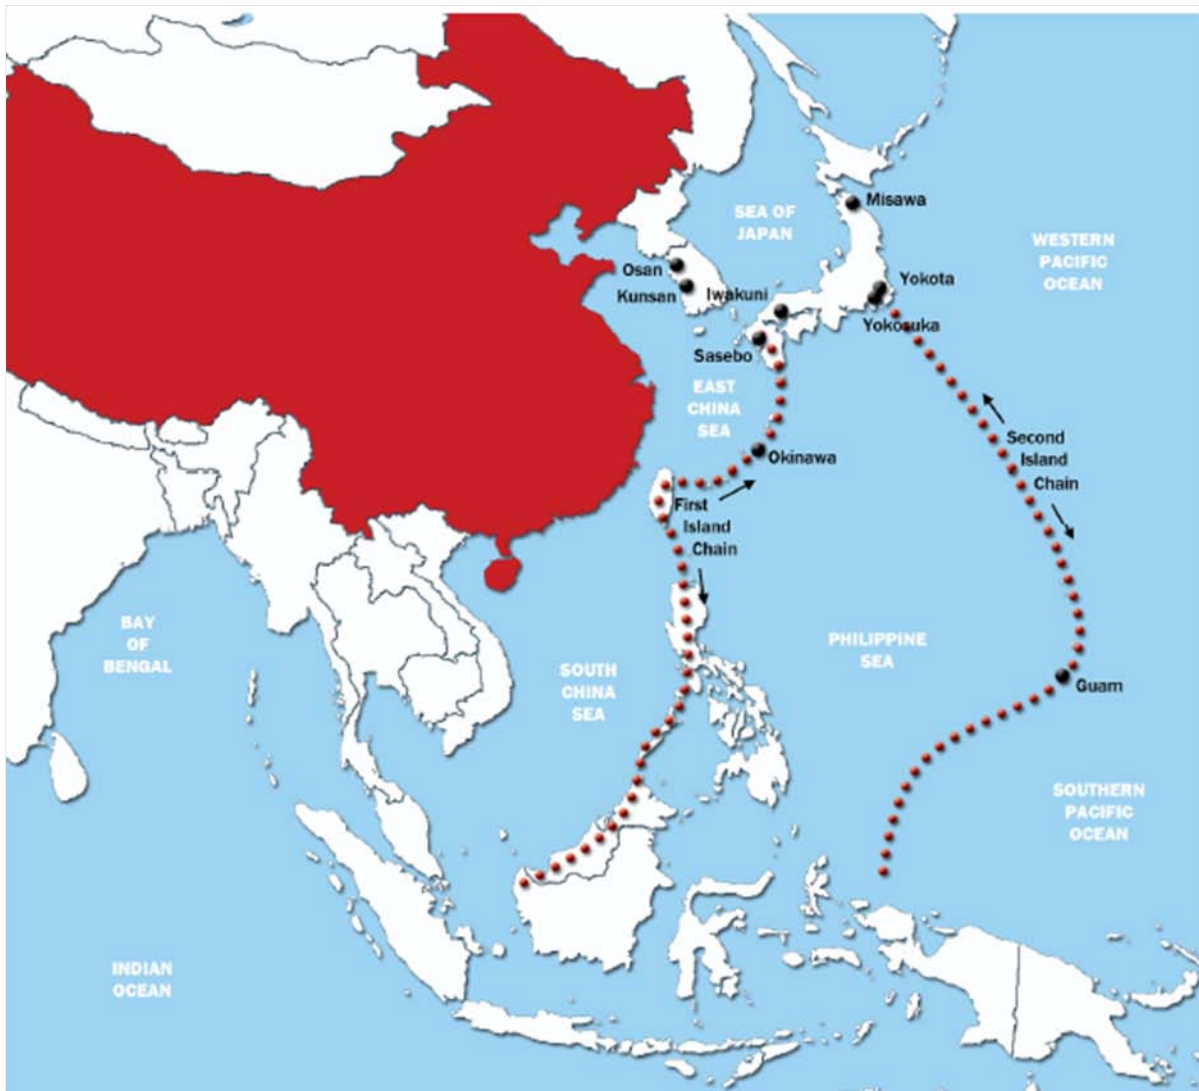 Misawa
SEA OF
JAPAN
WESTERN
PACIFIC
OCEAN
Osan
Kunsan
Iwakuni
Yokota
Yokosuka
Sasebo
EAST
CHINA
SEA
Second
Island
Chain
Okinawa
First
Island
Chain
BAY
OF
BENGAL
PHILIPPINE
SEA
SOUTH
CHINA
SEA
Guam
SOUTHERN
PACIFIC
OCEAN
INDIAN
OCEAN